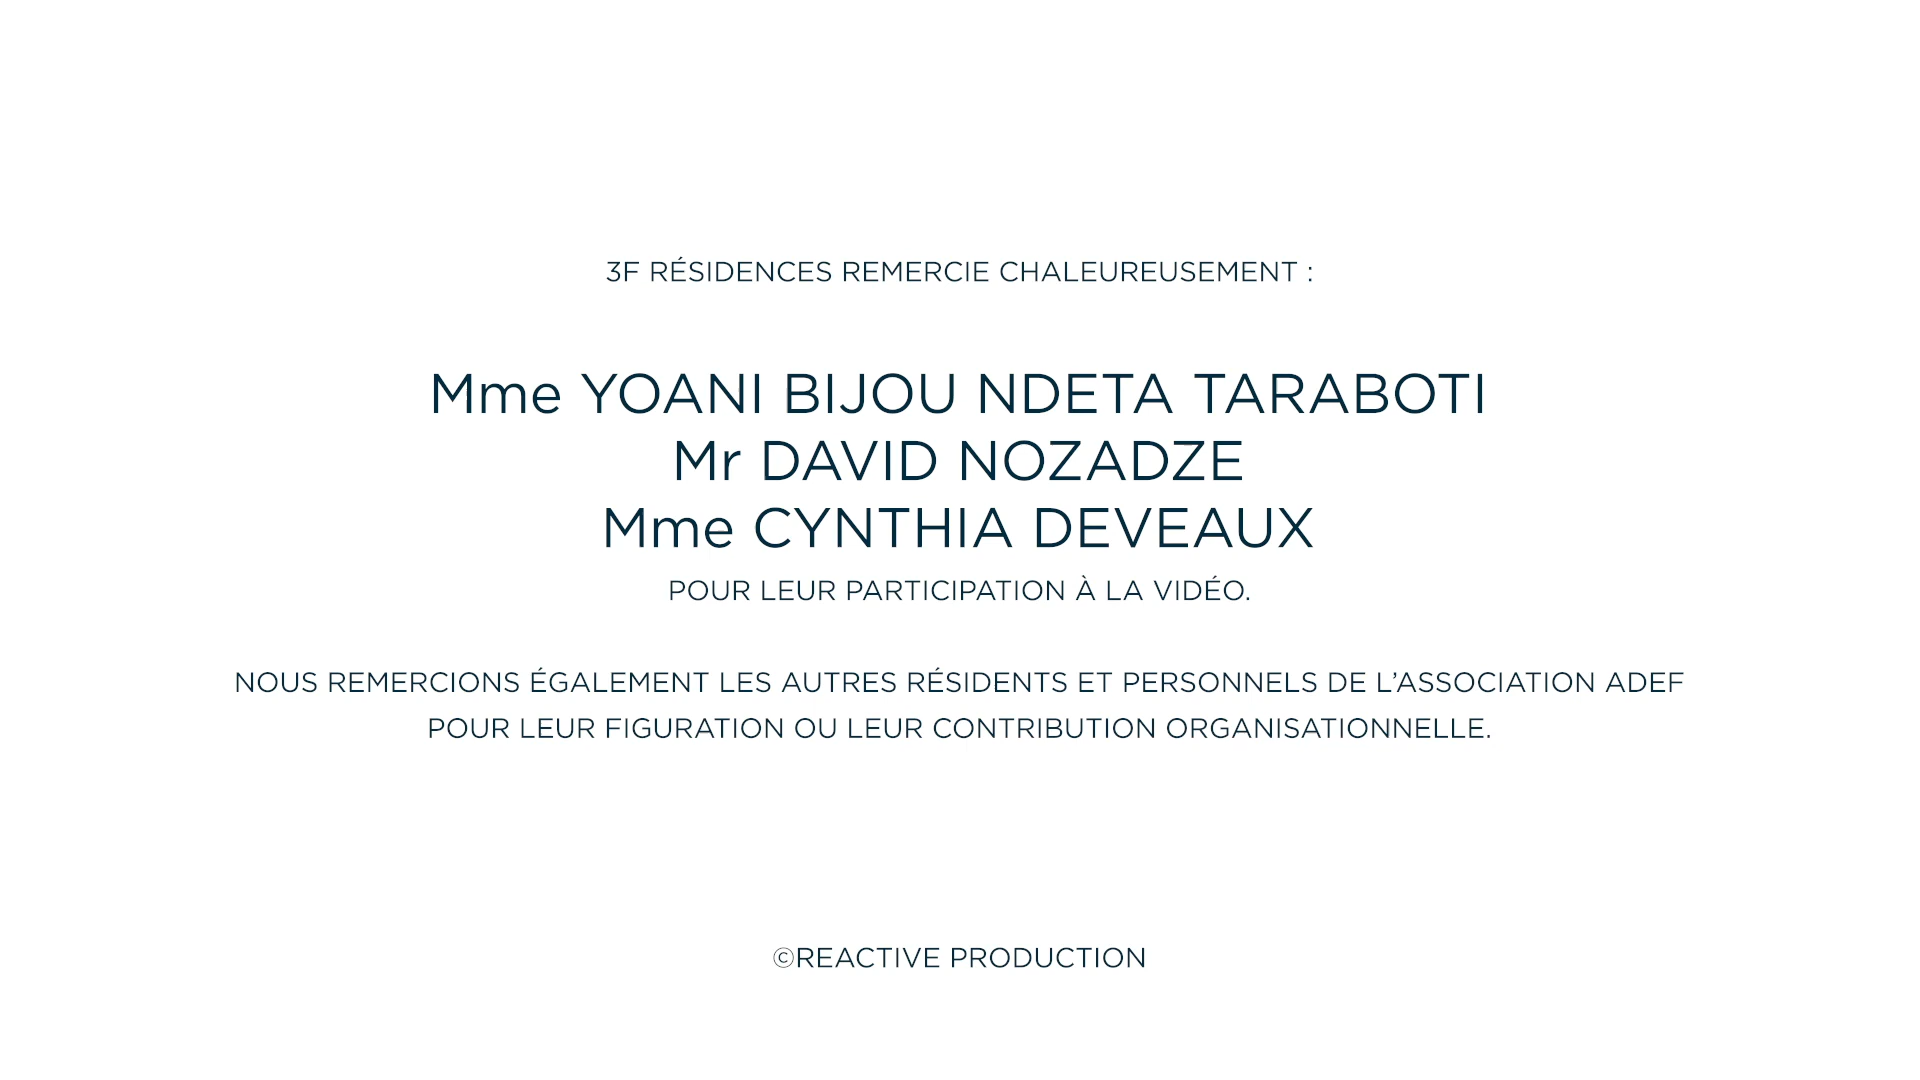 3F RÉSIDENCES REMERCIE CHALEUREUSEMENT :
Mme YOANI BIJOU NDETA TARABOTI
Mr DAVID NOZADZE
Mme CYNTHIA DEVEAUX
POUR LEUR PARTICIPATION À LA VIDÉO.
NOUS REMERCIONS ÉGALEMENT LES AUTRES RÉSIDENTS ET PERSONNELS DE L’ASSOCIATION ADEF
POUR LEUR FIGURATION OU LEUR CONTRIBUTION ORGANISATIONNELLE.
©REACTIVE PRODUCTION